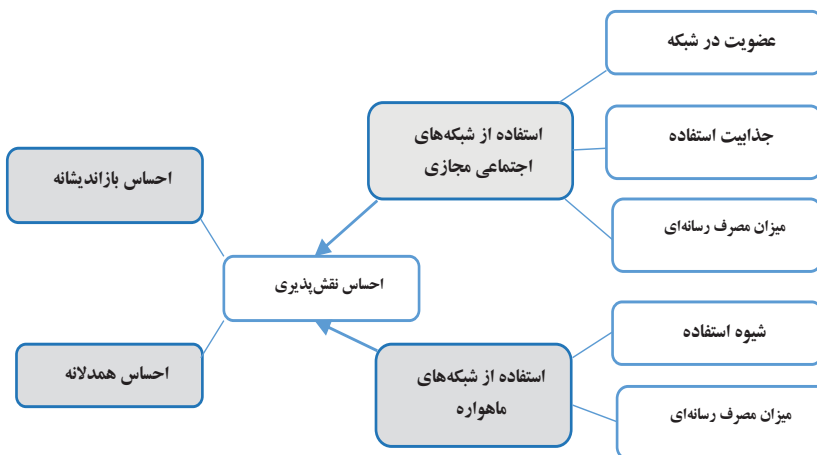 عضویت در شبکه
استفاده از شبکه‌های
اجتماعی مجازی
جذابیت استفاده
میزان مصرف رسانه‌ای
احساس بازاندیشانه
احساس نقش‌پذیری
احساس همدلانه
شیوه استفاده
استفاده از شبکه‌های
ماهواره
میزان مصرف رسانه‌ای